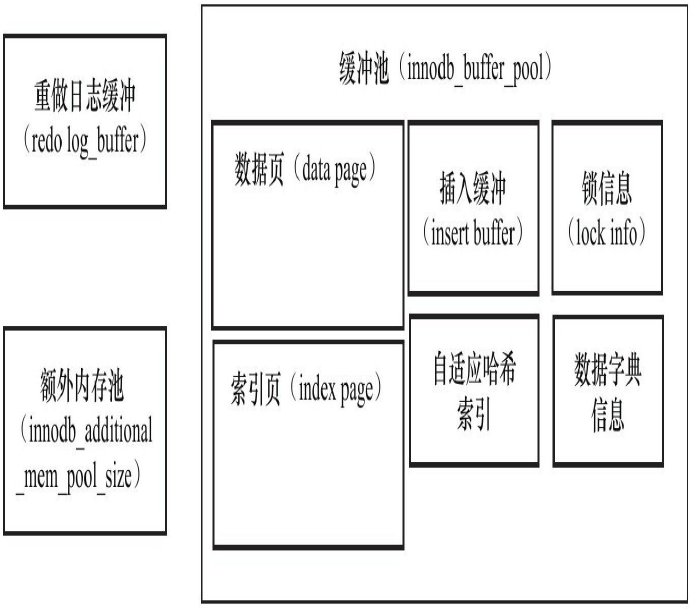 重做日志缓冲
（redo log_buffer）
额外内存池
（innodb_additional
_mem_pool_size）
缓冲池（innodb_buffer_pool）
数据页（data page）
插入缓冲
（insert buffer）
锁信息
（lock info）
索引页（index page）
自适应哈希
索引
数据字典
信息